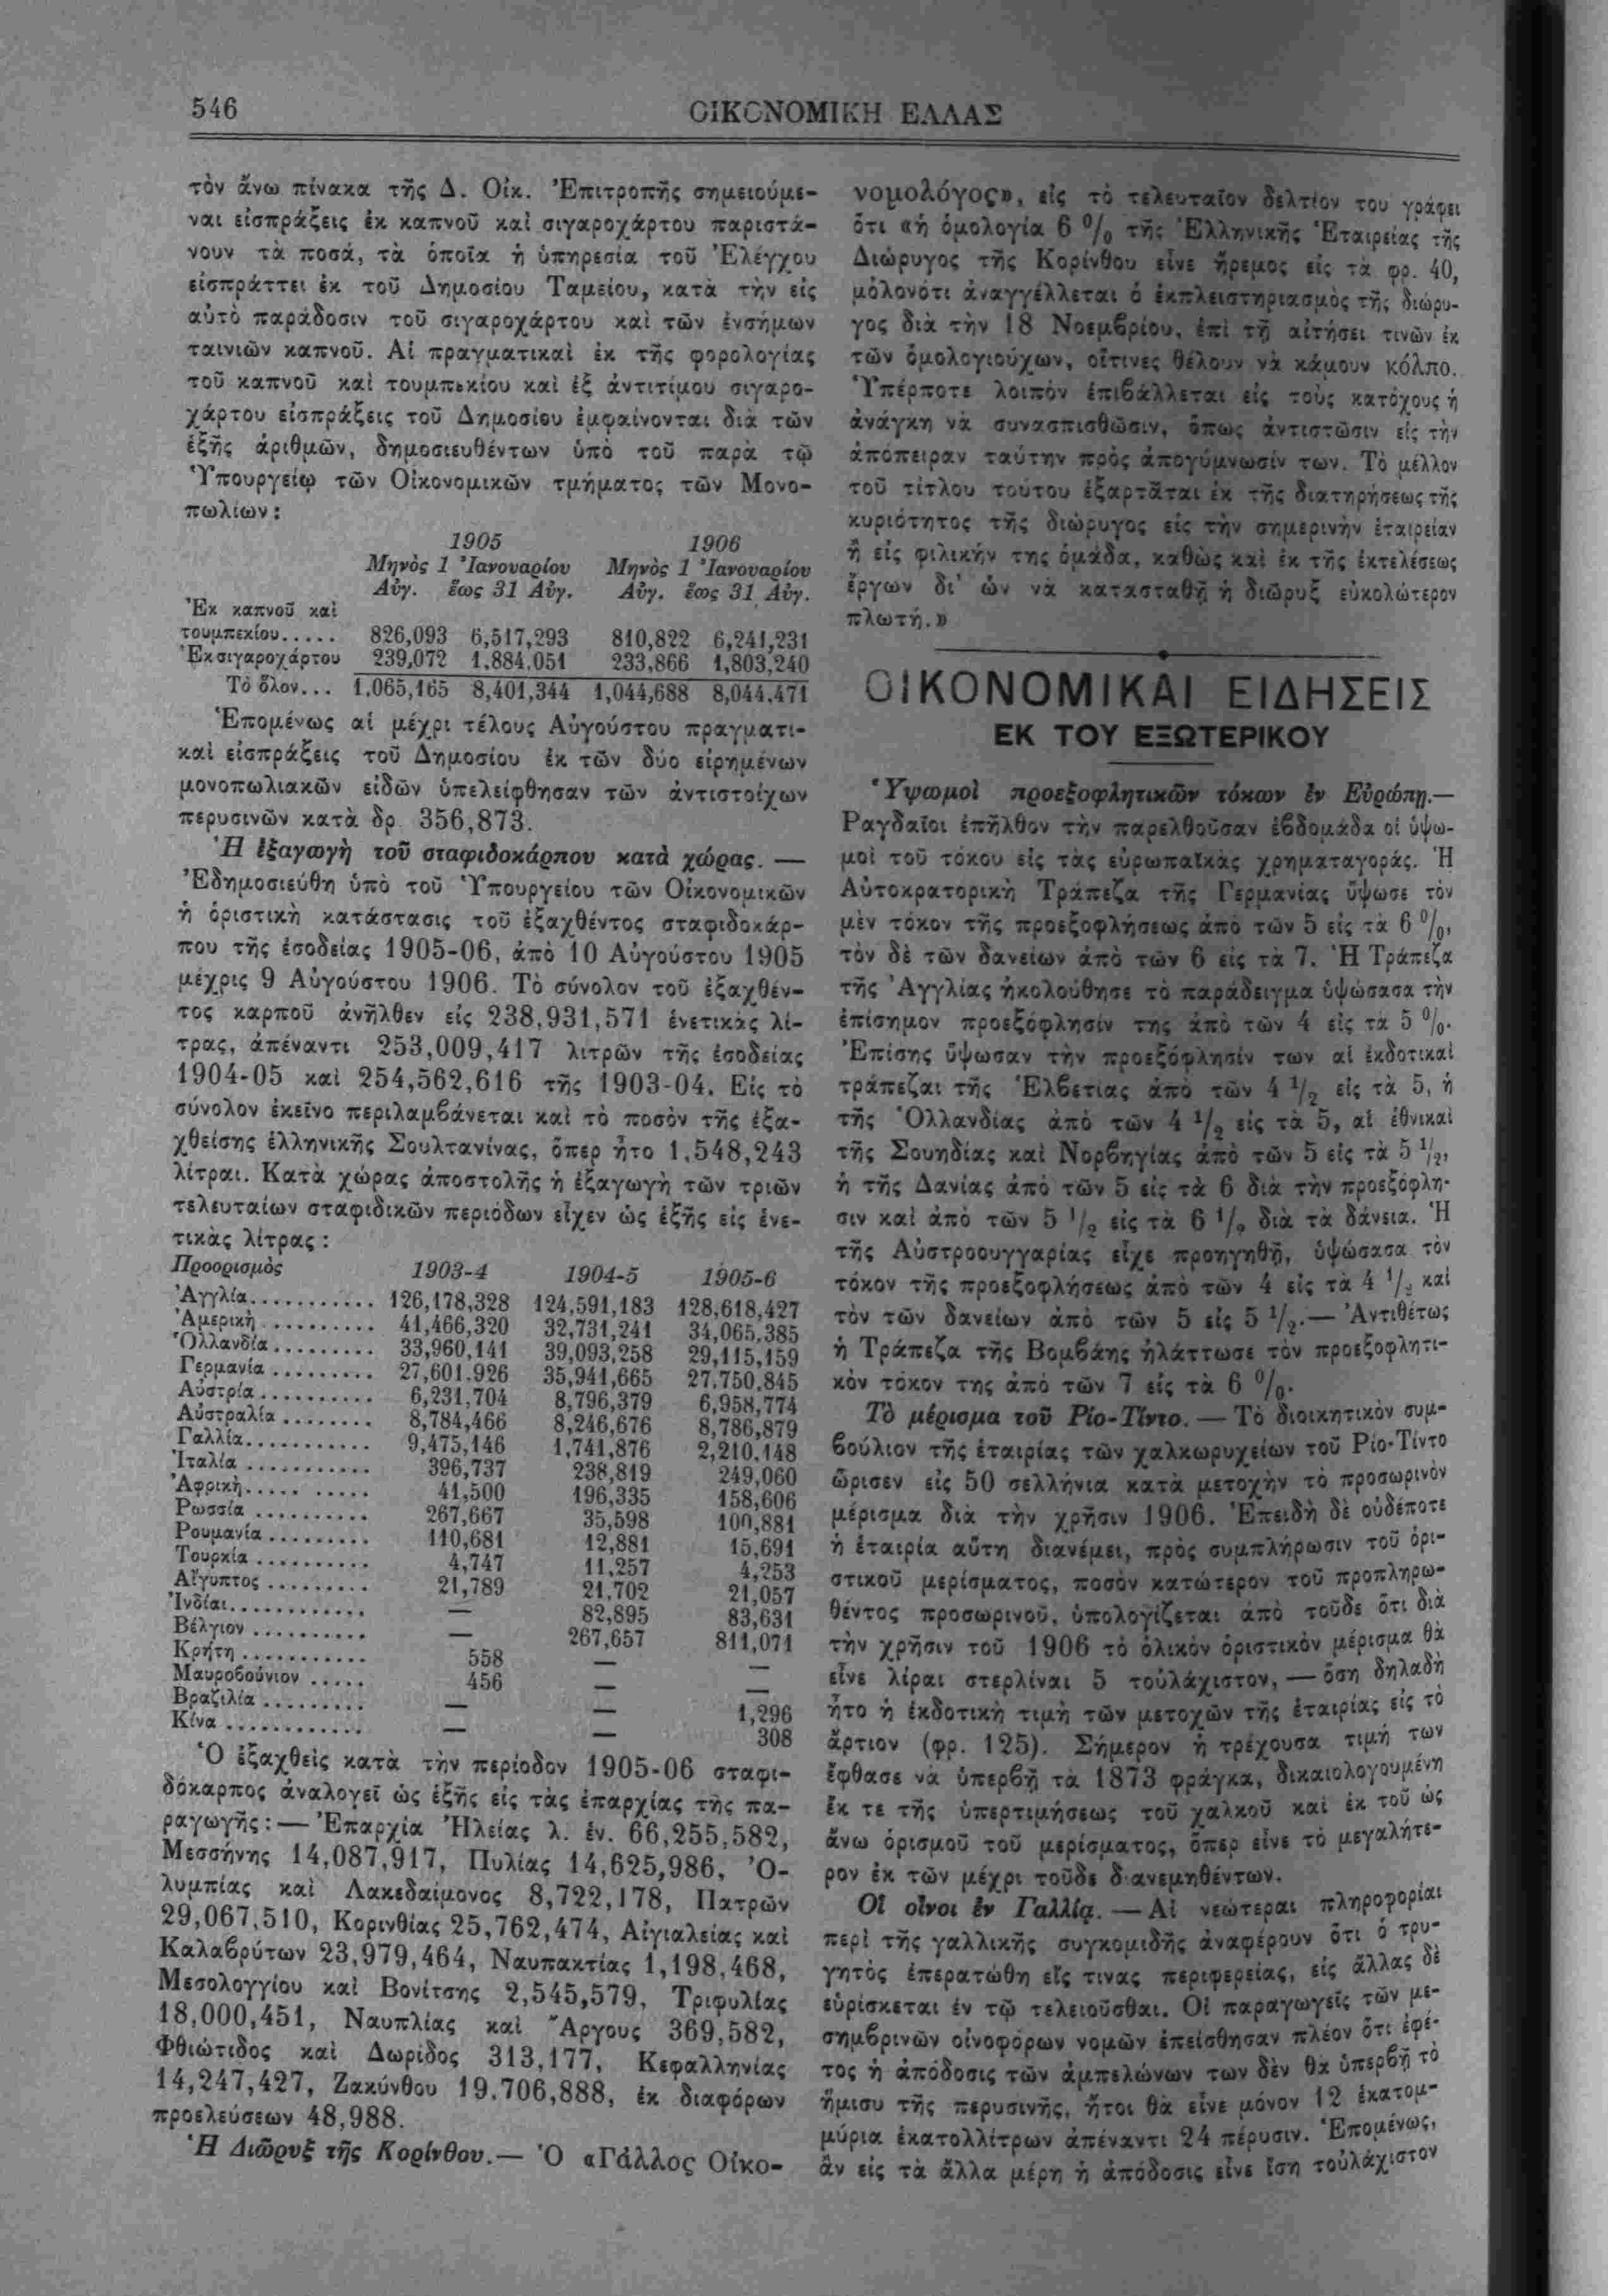 546
ΟΙΚΟΝΟΜΙΚΗ ΕΛΛΑΣ
τὸν ἄνω πίνακα τῆς Δ. Οἰκ. Ἐπιτροπῆς σημειούμε-
ναι εἰσπράξεις ἐκ καπνοῦ καὶ σιγαροχάρτου παριστά-
νουν τὰ ποσά, τὰ ὁποῖα ἡ ὑπηρεσία τοῦ Ἐλέγχου
εἰσπράττει ἐκ τοῦ Δημοσίου Ταμείου, κατὰ τὴν εἰς
αὐτὸ παράδοσιν τοῦ σιγαροχάρτου καὶ τῶν ἐνσήμων
ταινιῶν καπνοῦ. Αἱ πραγματικαὶ ἐκ τῆς φορολογίας
τοῦ καπνοῦ καὶ τουμπεκίου καὶ ἐξ ἀντιτίμου σιγαρο-
χάρτου εἰσπράξεις τοῦ Δημοσίου ἐμφαίνονται διὰ τῶν
ἑξῆς ἀριθμῶν, δημοσιευθέντων ὑπὸ τοῦ παρὰ τῷ
Ὑπουργείῳ τῶν Οἰκονομικῶν τμήματος τῶν Μονο-
πωλίων :
1905 1906
Μηνὸς 1 Ἰανουαρίου Μηνὸς 1 Ἰανουαρίου
Αὐγ. ἕως 31 Αὐγ. Αὐγ. ἕως 31 Αὐγ.
Ἐκ καπνοῦ καὶ
τουμπεκίου..... 826,093 6,517,293 810,822 6,241,231
Ἐκ σιγαροχάρτου 239,072 1.884,051 233,866 1,803,240
Τὸ ὅλον... 1,065,165 8,401,344 1,044,688 8,044,471
Ἑπομένως αἱ μέχρι τέλους Αὐγούστου πραγματι-
καὶ εἰσπράξεις τοῦ Δημοσίου ἐκ τῶν δύο εἰρημένων
μονοπωλιακῶν εἰδῶν ὑπελείφθησαν τῶν ἀντιστοίχων
περυσινῶν κατὰ δρ. 356,873.
Ἡ ἐξαγωγὴ τοῦ σταφιδοκάρπου κατὰ χώρας. —
Ἐδημοσιεύθη ὑπὸ τοῦ Ὑπουργείου τῶν Οἰκονομικῶν
ἡ ὁριστικὴ κατάστασις τοῦ ἐξαχθέντος σταφιδοκάρ-
που τῆς ἐσοδείας 1905-06, ἀπὸ 10 Αὐγούστου 1905
μέχρις 9 Αὐγούστου 1906. Τὸ σύνολον τοῦ ἐξαχθέν-
τος καρποῦ ἀνῆλθεν εἰς 238,931,571 ἐνετικὰς λί-
τρας, ἀπέναντι 253,009,417 λιτρῶν τῆς ἐσοδείας
1904-05 καὶ 254,562,616 τῆς 1903-04. Εἰς τὸ
σύνολον ἐκεῖνο περιλαμβάνεται καὶ τὸ ποσὸν τῆς ἐξα-
χθείσης ἑλληνικῆς Σουλτανίνας, ὅπερ ἦτο 1,548,243
λίτραι. Κατὰ χώρας ἀποστολῆς ἡ ἐξαγωγὴ τῶν τριῶν
τελευταίων σταφιδικῶν περιόδων εἶχεν ὡς ἑξῆς εἰς ἐνε-
τικὰς λίτρας :
Προορισμὸς 1903-4 1904-5 1905-6
Ἀγγλία........... 126,178,328 124,591,183 128,618,427
Ἀμερικὴ.......... 41,466,320 32,731,241 34,065,385
Ὁλλανδία......... 33,960,141 39,093,258 29,115,159
Γερμανία......... 27,601,926 35,941,665 27,750,845
Αὐστρία.......... 6,231,704 8,796,379 6,958,774
Αὐστραλία........ 8,784,466 8,246,676 8,786,879
Γαλλία........... 9,475,146 1,741,876 2,210,148
Ἰταλία........... 396,737 238,819 249,060
Ἀφρικὴ........... 41,500 196,335 158,606
Ρωσσία.......... 267,667 35,598 100,881
Ρουμανία......... 110,681 12,881 15,691
Τουρκία.......... 4,747 11,257 4,253
Αἴγυπτος......... 21,789 21,702 21,057
Ἰνδίαι............ — 82,895 83,631
Βέλγιον.......... — 267,657 811,071
Κρήτη........... 558 — —
Μαυροβούνιον..... 456 — —
Βραζιλία......... — — 1,296
Κίνα............ — — 308
Ὁ ἐξαχθεὶς κατὰ τὴν περίοδον 1905-06 σταφι-
δόκαρπος ἀναλογεῖ ὡς ἑξῆς εἰς τὰς ἐπαρχίας τῆς πα-
ραγωγῆς : — Ἐπαρχία Ἠλείας λ. ἐν. 66,255,582,
Μεσσήνης 14,087,917, Πυλίας 14,625,986, Ὀ-
λυμπίας καὶ Λακεδαίμονος 8,722,178, Πατρῶν
29,067,510, Κορινθίας 25,762,474, Αἰγιαλείας καὶ
Καλαβρύτων 23,979,464, Ναυπακτίας 1,198,468,
Μεσολογγίου καὶ Βονίτσης 2,545,579, Τριφυλίας
18,000,451, Ναυπλίας καὶ Ἄργους 369,582,
Φθιώτιδος καὶ Δωρίδος 313,177, Κεφαλληνίας
14,247,427, Ζακύνθου 19,706,888, ἐκ διαφόρων
προελεύσεων 48,988.
Ἡ Διῶρυξ τῆς Κορίνθου.— Ὁ «Γάλλος Οἰκο-
νομολόγος», εἰς τὸ τελευταῖον δελτίον του γράφει
ὅτι «ἡ ὁμολογία 6 % τῆς Ἑλληνικῆς Ἑταιρείας τῆς
Διώρυγος τῆς Κορίνθου εἶνε ἤρεμος εἰς τὰ φρ. 40,
μόλονότι ἀναγγέλλεται ὁ ἐκπλειστηριασμὸς τῆς διώρυ-
γος διὰ τὴν 18 Νοεμβρίου, ἐπὶ τῇ αἰτήσει τινῶν ἐκ
τῶν ὁμολογιούχων, οἵτινες θέλουν νὰ κάμουν κόλπο.
Ὑπέρποτε λοιπὸν ἐπιβάλλεται εἰς τοὺς κατόχους ἡ
ἀνάγκη νὰ συνασπισθῶσιν, ὅπως ἀντιστῶσιν εἰς τὴν
ἀπόπειραν ταύτην πρὸς ἀπογύμνωσίν των. Τὸ μέλλον
τοῦ τίτλου τούτου ἐξαρτᾶται ἐκ τῆς διατηρήσεως τῆς
κυριότητος τῆς διώρυγος εἰς τὴν σημερινὴν ἑταιρείαν
ἢ εἰς φιλικήν της ὁμάδα, καθὼς καὶ ἐκ τῆς ἐκτελέσεως
ἔργων δι' ὧν νὰ κατασταθῇ ἡ διῶρυξ εὐκολώτερον
πλωτή.»
ΟΙΚΟΝΟΜΙΚΑΙ ΕΙΔΗΣΕΙΣ
ΕΚ ΤΟΥ ΕΞΩΤΕΡΙΚΟΥ
Ὑψωμοὶ προεξοφλητικῶν τόκων ἐν Εὐρώπῃ.—
Ραγδαῖοι ἐπῆλθον τὴν παρελθοῦσαν ἑβδομάδα οἱ ὑψω-
μοὶ τοῦ τόκου εἰς τὰς εὐρωπαϊκὰς χρηματαγοράς. Ἡ
Αὐτοκρατορικὴ Τράπεζα τῆς Γερμανίας ὕψωσε τὸν
μὲν τόκον τῆς προεξοφλήσεως ἀπὸ τῶν 5 εἰς τὰ 6 %,
τὸν δὲ τῶν δανείων ἀπὸ τῶν 6 εἰς τὰ 7. Ἡ Τράπεζα
τῆς Ἀγγλίας ἠκολούθησε τὸ παράδειγμα ὑψώσασα τὴν
ἐπίσημον προεξόφλησίν της ἀπὸ τῶν 4 εἰς τὰ 5 %.
Ἐπίσης ὕψωσαν τὴν προεξόφλησίν των αἱ ἐκδοτικαὶ
τράπεζαι τῆς Ἑλβετίας ἀπὸ τῶν 4 1/2 εἰς τὰ 5, ἡ
τῆς Ὁλλανδίας ἀπὸ τῶν 4 1/2 εἰς τὰ 5, αἱ ἐθνικαὶ
τῆς Σουηδίας καὶ Νορβηγίας ἀπὸ τῶν 5 εἰς τὰ 5 1/2,
ἡ τῆς Δανίας ἀπὸ τῶν 5 εἰς τὰ 6 διὰ τὴν προεξόφλη-
σιν καὶ ἀπὸ τῶν 5 1/2 εἰς τὰ 6 1/2 διὰ τὰ δάνεια. Ἡ
τῆς Αὐστροουγγαρίας εἶχε προηγηθῇ, ὑψώσασα τὸν
τόκον τῆς προεξοφλήσεως ἀπὸ τῶν 4 εἰς τὰ 4 1/2 καὶ
τὸν τῶν δανείων ἀπὸ τῶν 5 εἰς 5 1/2.— Ἀντιθέτως
ἡ Τράπεζα τῆς Βομβάης ἠλάττωσε τὸν προεξοφλητι-
κὸν τόκον της ἀπὸ τῶν 7 εἰς τὰ 6 %.
Τὸ μέρισμα τοῦ Ρίο-Τίντο. — Τὸ διοικητικὸν συμ-
βούλιον τῆς ἑταιρίας τῶν χαλκωρυχείων τοῦ Ρίο-Τίντο
ὥρισεν εἰς 50 σελλήνια κατὰ μετοχὴν τὸ προσωρινὸν
μέρισμα διὰ τὴν χρῆσιν 1906. Ἐπειδὴ δὲ οὐδέποτε
ἡ ἑταιρία αὕτη διανέμει, πρὸς συμπλήρωσιν τοῦ ὁρι-
στικοῦ μερίσματος, ποσὸν κατώτερον τοῦ προπληρω-
θέντος προσωρινοῦ, ὑπολογίζεται ἀπὸ τοῦδε ὅτι διὰ
τὴν χρῆσιν τοῦ 1906 τὸ ὁλικὸν ὁριστικὸν μέρισμα θὰ
εἶνε λίραι στερλίναι 5 τοὐλάχιστον, — ὅση δηλαδὴ
ἦτο ἡ ἐκδοτικὴ τιμὴ τῶν μετοχῶν τῆς ἑταιρίας εἰς τὸ
ἄρτιον (φρ. 125). Σήμερον ἡ τρέχουσα τιμή των
ἔφθασε νὰ ὑπερβῇ τὰ 1873 φράγκα, δικαιολογουμένη
ἔκ τε τῆς ὑπερτιμήσεως τοῦ χαλκοῦ καὶ ἐκ τοῦ ὡς
ἄνω ὁρισμοῦ τοῦ μερίσματος, ὅπερ εἶνε τὸ μεγαλήτε-
ρον ἐκ τῶν μέχρι τοῦδε διανεμηθέντων.
Οἱ οἶνοι ἐν Γαλλίᾳ. — Αἱ νεώτεραι πληροφορίαι
περὶ τῆς γαλλικῆς συγκομιδῆς ἀναφέρουν ὅτι ὁ τρυ-
γητὸς ἐπερατώθη εἴς τινας περιφερείας, εἰς ἄλλας δὲ
εὑρίσκεται ἐν τῷ τελειοῦσθαι. Οἱ παραγωγεῖς τῶν με-
σημβρινῶν οἰνοφόρων νομῶν ἐπείσθησαν πλέον ὅτι ἐφέ-
τος ἡ ἀπόδοσις τῶν ἀμπελώνων των δὲν θὰ ὑπερβῇ τὸ
ἥμισυ τῆς περυσινῆς, ἤτοι θὰ εἶνε μόνον 12 ἑκατομ-
μύρια ἑκατολλίτρων ἀπέναντι 24 πέρυσιν. Ἑπομένως,
ἂν εἰς τὰ ἄλλα μέρη ἡ ἀπόδοσις εἶνε ἴση τοὐλάχιστον